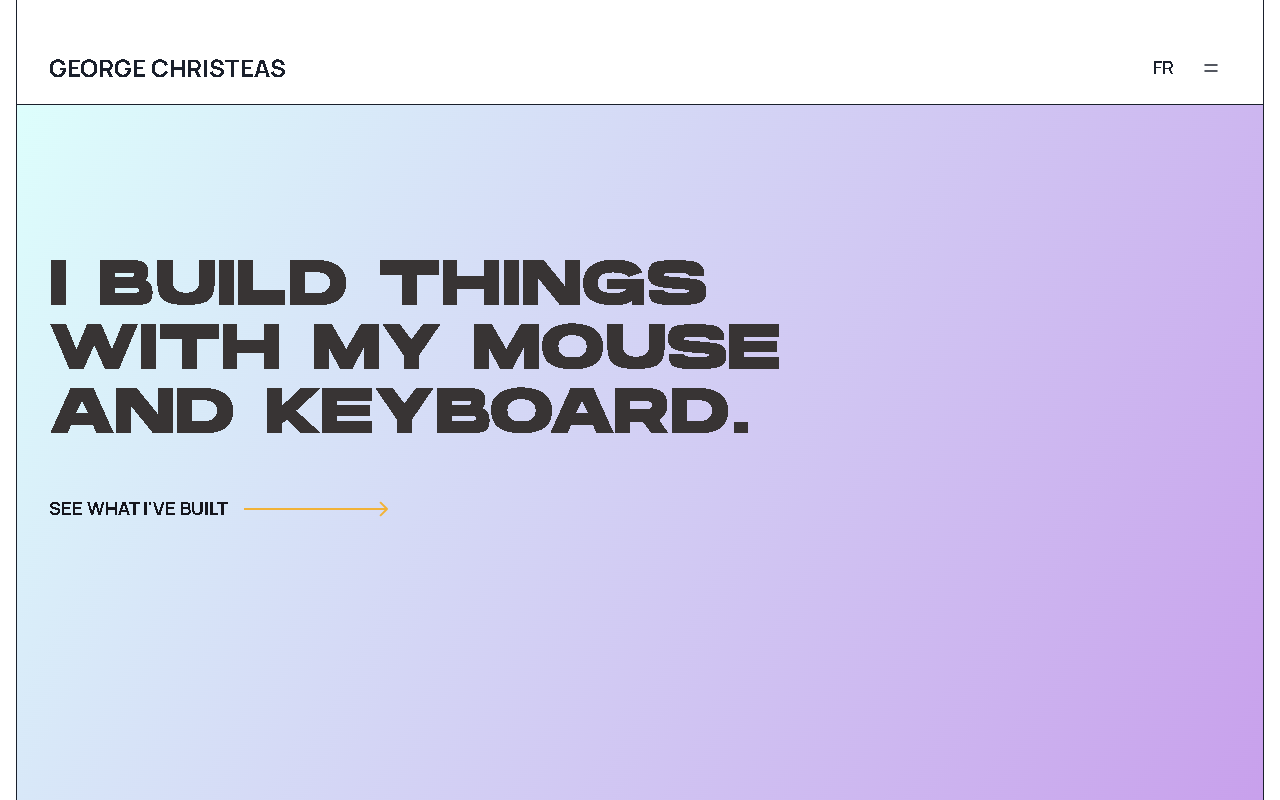 GEORGE CHRISTEAS
FR
I BUILD THINGS
WITH MY MOUSE
AND KEYBOARD.
SEE WHAT I'VE BUILT